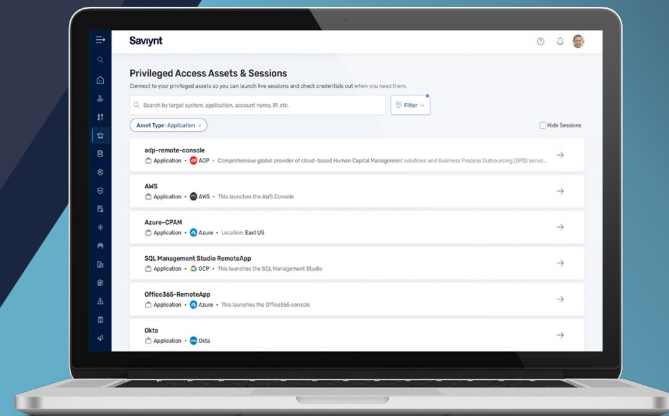 Saviynt
Privileged Access Assets & Sessions
Connect to your privileged assets so you can launch live sessions and check credentials out when you need them.
Search by target system, application, account name, IP, etc.
Filter
Asset Type: Application
Hide Sessions
adp-remote-console
Application • ADP • Comprehensive global provider of cloud-based Human Capital Management solutions and Business Process Outsourcing (BPO) servic...
AWS
Application • AWS • This launches the AWS Console
Azure-CPAM
Application • Azure • Location: East US
SQL Management Studio RemoteApp
Application • GCP • This launches the SQL Management Studio
Office365-RemoteApp
Application • Azure • This launches the Office365 console
Okta
Application • Okta